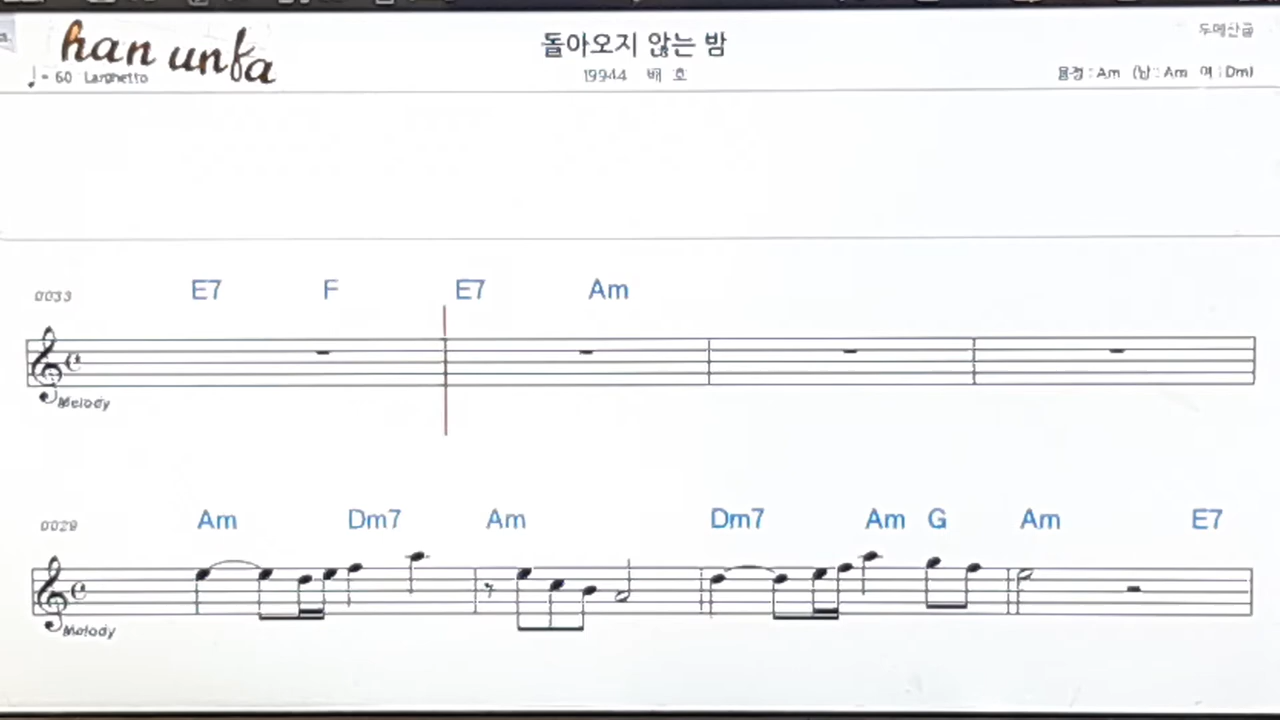 han unfa
돌아오지 않는 밤
두메산골
♩= 60 Larghetto
19944 배 호
음정 : Am (남 : Am 여 : Dm)
0033
E7 F E7 Am
Melody
0029
Am Dm7 Am Dm7 Am G Am E7
Melody